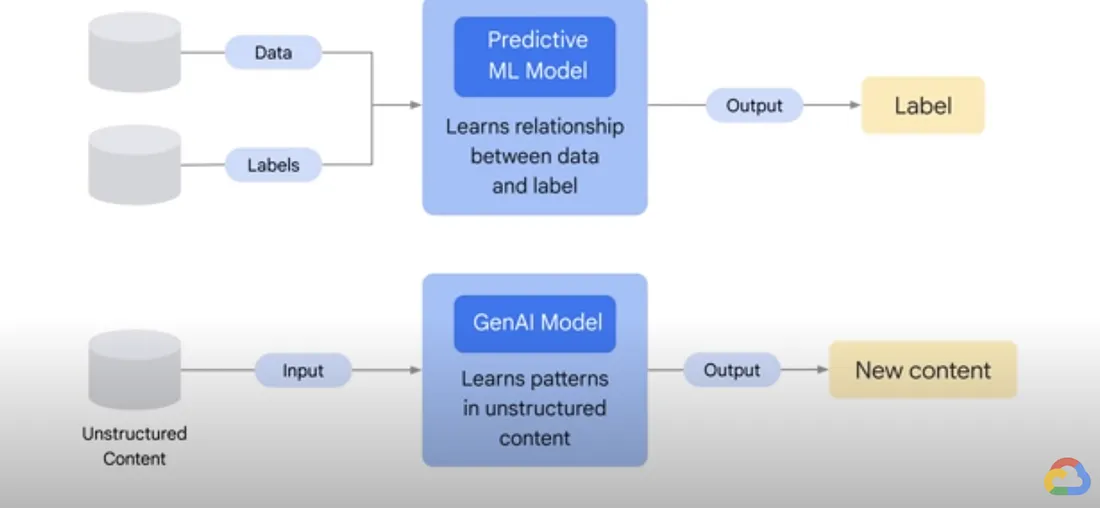 Data
Labels
Predictive
ML Model
Learns relationship
between data
and label
Output
Label
Unstructured
Content
Input
GenAI Model
Learns patterns
in unstructured
content
Output
New content